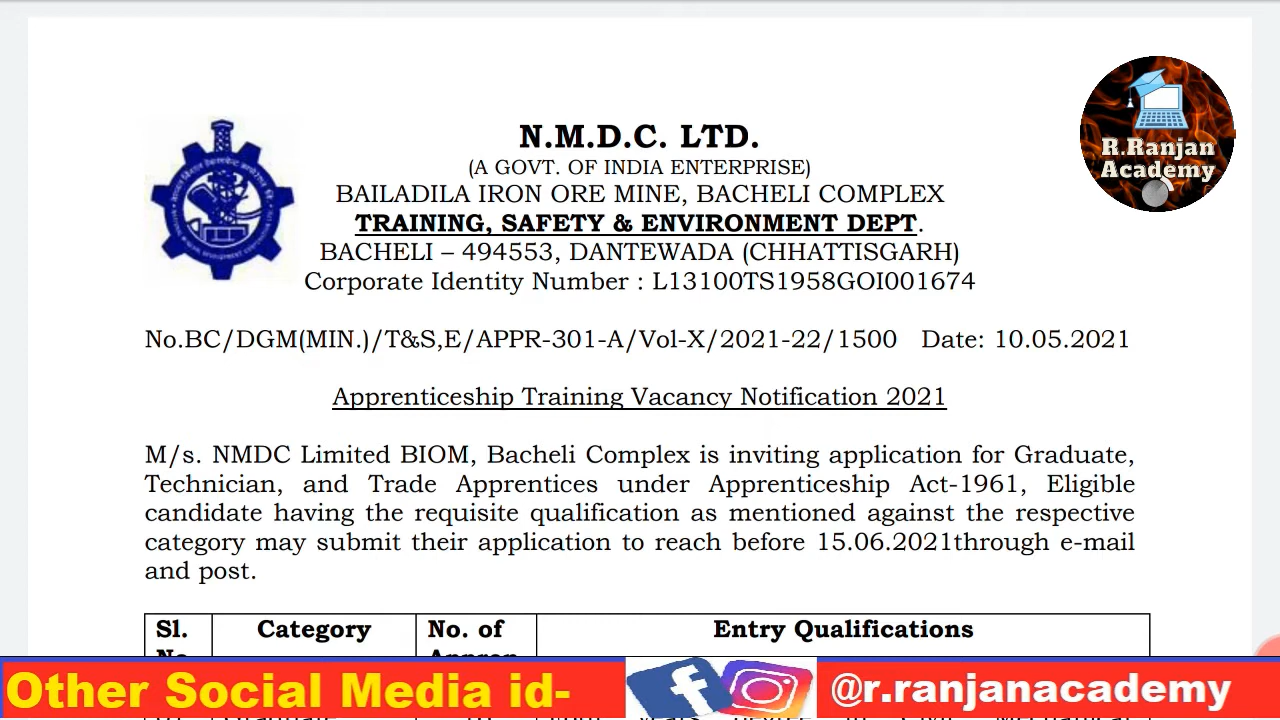 N.M.D.C. LTD.
(A GOVT. OF INDIA ENTERPRISE)
BAILADILA IRON ORE MINE, BACHELI COMPLEX
TRAINING, SAFETY & ENVIRONMENT DEPT.
BACHELI – 494553, DANTEWADA (CHHATTISGARH)
Corporate Identity Number : L13100TS1958GOI001674
R.Ranjan
Academy
No.BC/DGM(MIN.)/T&S,E/APPR-301-A/Vol-X/2021-22/1500 Date: 10.05.2021
Apprenticeship Training Vacancy Notification 2021
M/s. NMDC Limited BIOM, Bacheli Complex is inviting application for Graduate,
Technician, and Trade Apprentices under Apprenticeship Act-1961, Eligible
candidate having the requisite qualification as mentioned against the respective
category may submit their application to reach before 15.06.2021through e-mail
and post.
Sl. Category No. of Entry Qualifications
Other Social Media id- @r.ranjanacademy